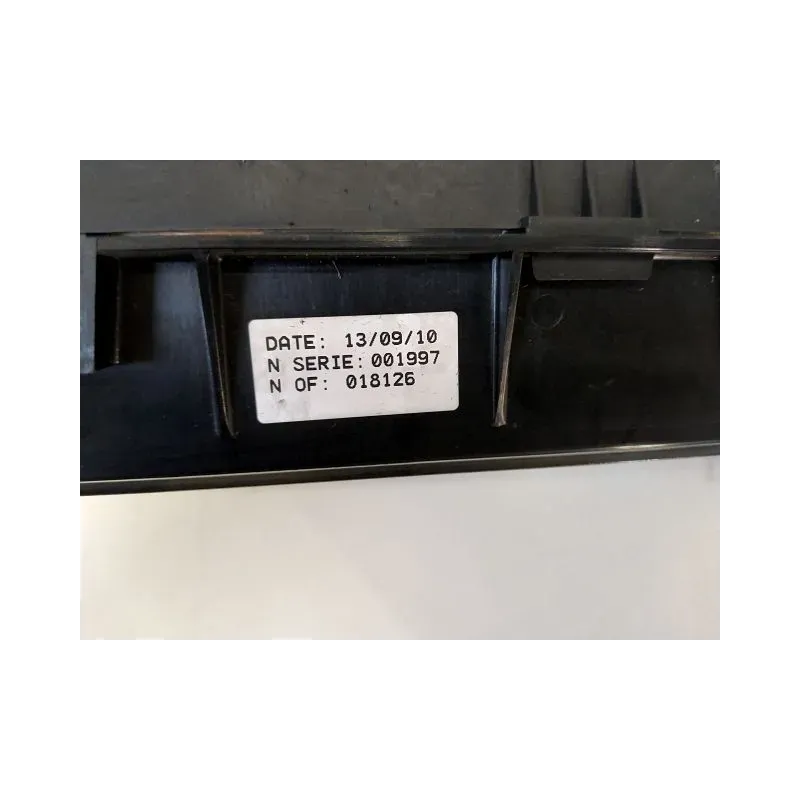 DATE: 13/09/10
N SERIE: 001997
N OF: 018126